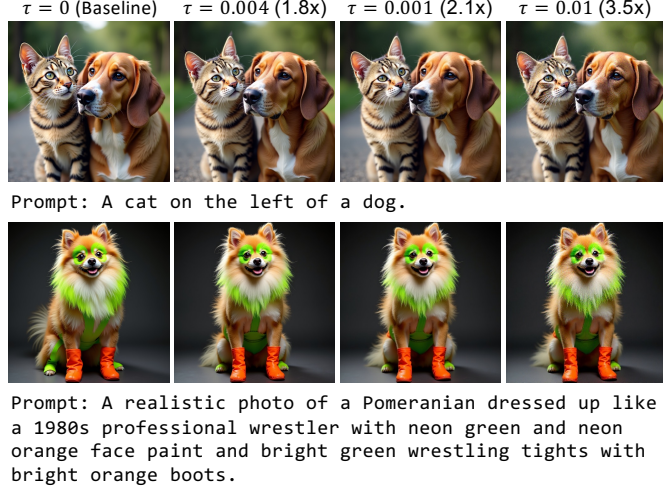 τ = 0 (Baseline) τ = 0.004 (1.8x) τ = 0.001 (2.1x) τ = 0.01 (3.5x)
Prompt: A cat on the left of a dog.
Prompt: A realistic photo of a Pomeranian dressed up like
a 1980s professional wrestler with neon green and neon
orange face paint and bright green wrestling tights with
bright orange boots.